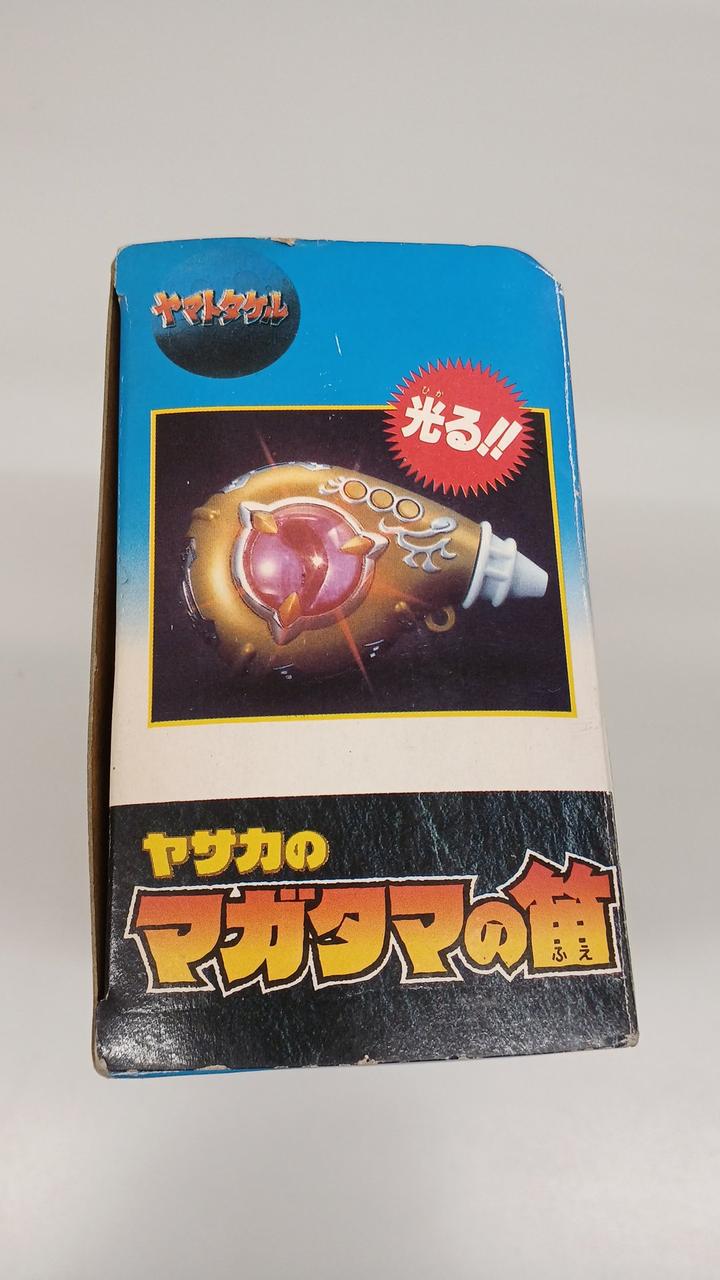 ヤマトタケル
ひか
光る!!
ヤサカの
マガタマの笛
ふえ